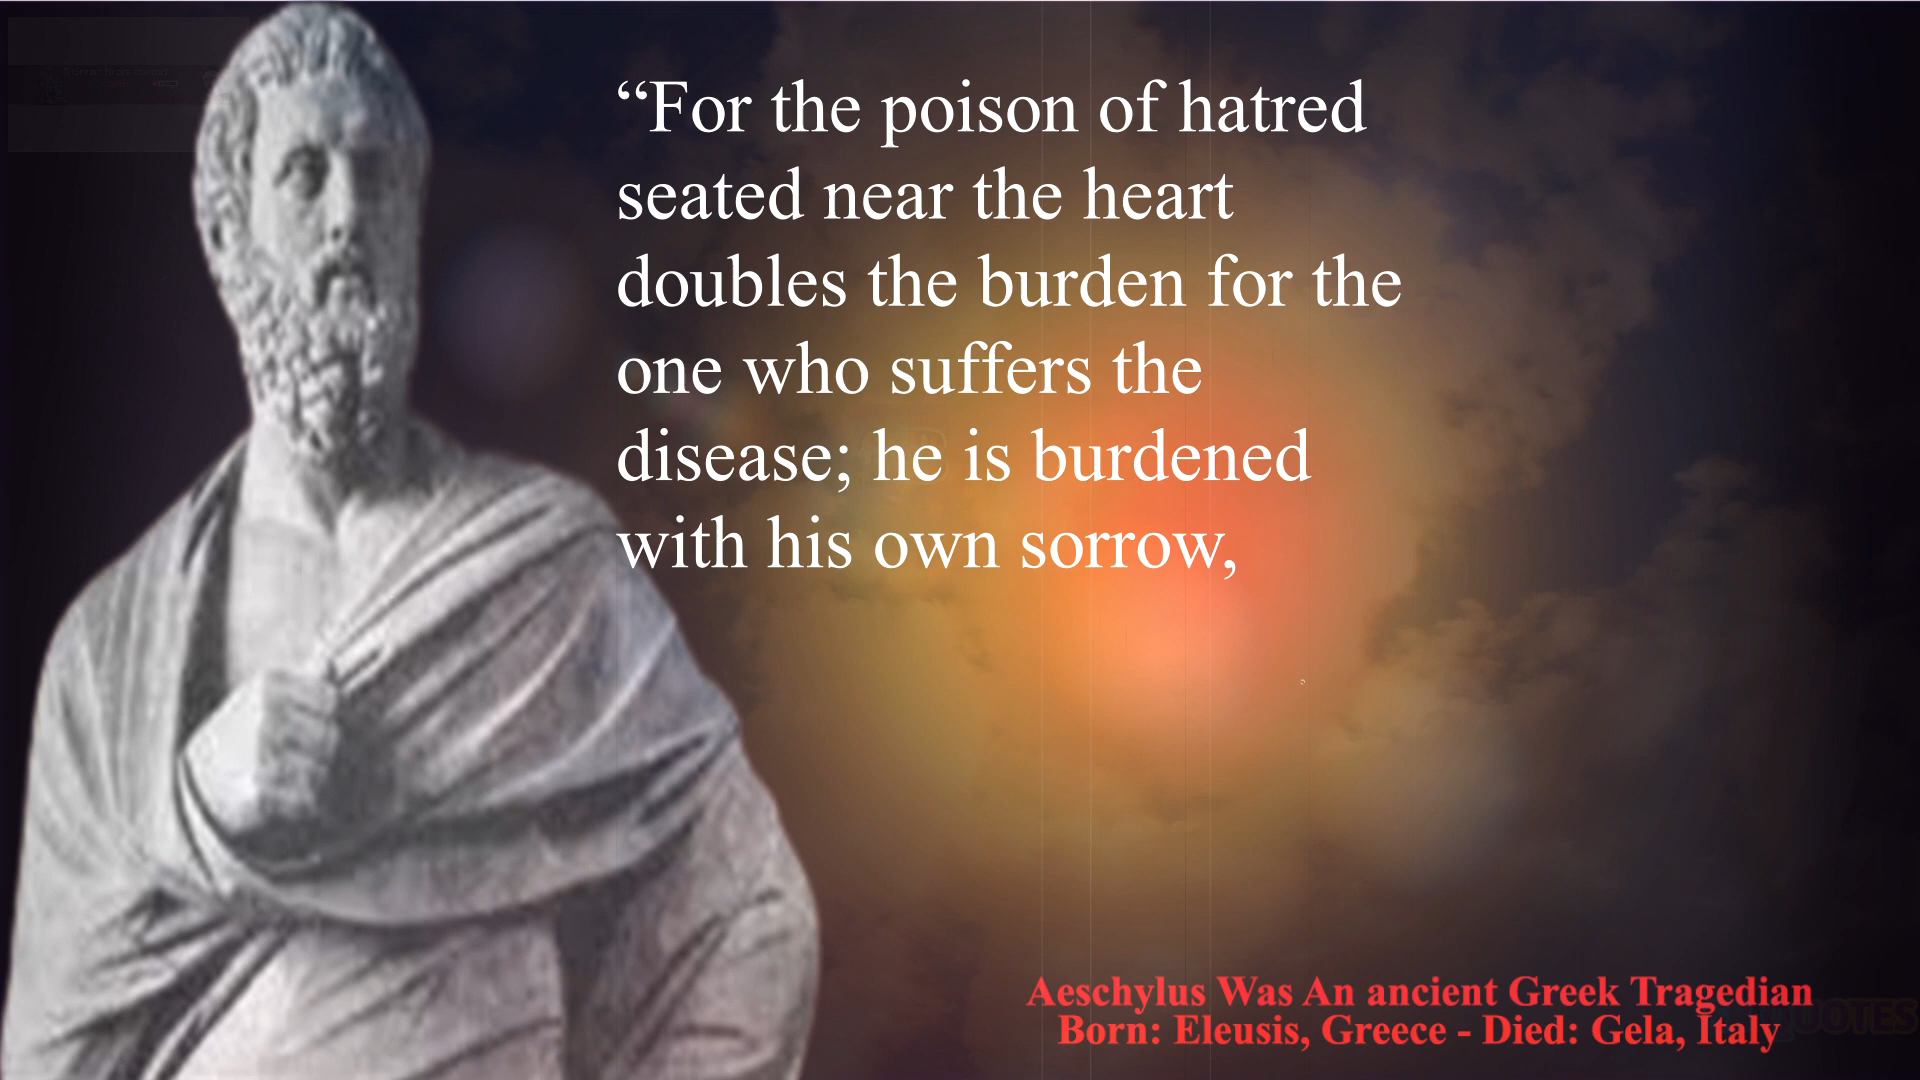 “For the poison of hatred
seated near the heart
doubles the burden for the
one who suffers the
disease; he is burdened
with his own sorrow,
Aeschylus Was An ancient Greek Tragedian
Born: Eleusis, Greece - Died: Gela, Italy
QUOTES